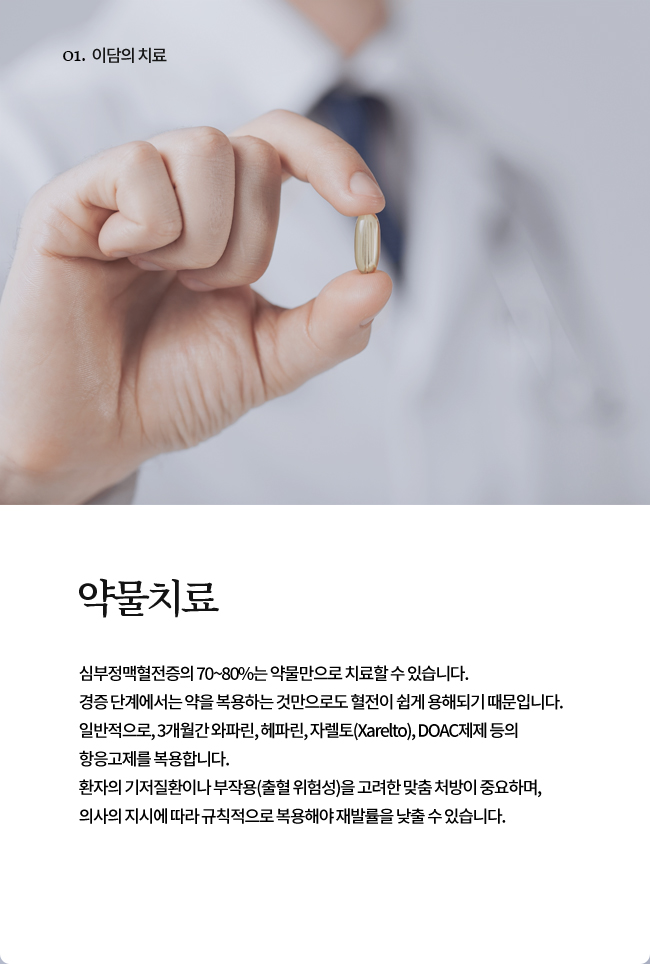 01. 이담의 치료
약물치료
심부정맥혈전증의 70~80%는 약물만으로 치료할 수 있습니다.
경증 단계에서는 약을 복용하는 것만으로도 혈전이 쉽게 용해되기 때문입니다.
일반적으로, 3개월간 와파린, 헤파린, 자렐토(Xarelto), DOAC제제 등의
항응고제를 복용합니다.
환자의 기저질환이나 부작용(출혈 위험성)을 고려한 맞춤 처방이 중요하며,
의사의 지시에 따라 규칙적으로 복용해야 재발률을 낮출 수 있습니다.